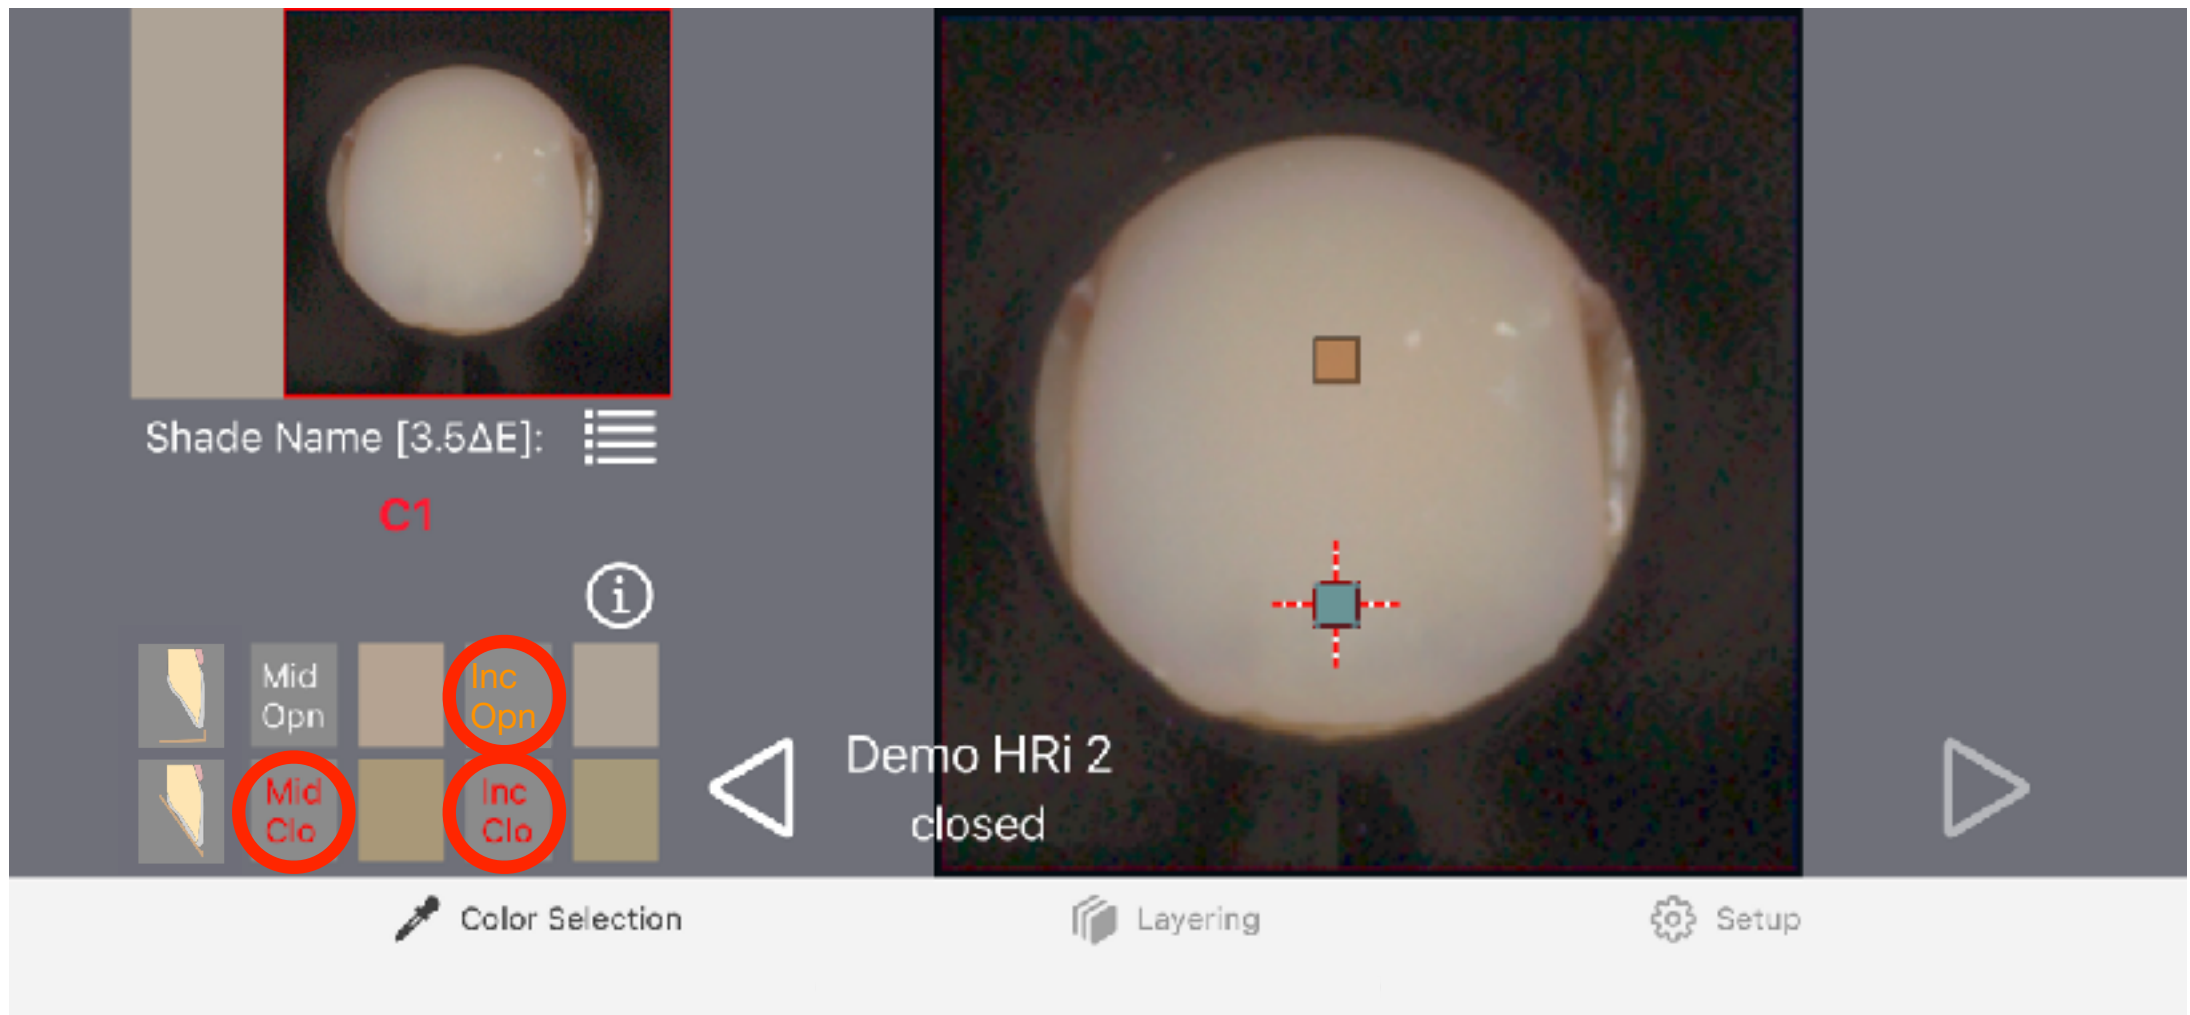 Shade Name [3.5ΔE]:
C1
i
Mid
Opn
Inc
Opn
Mid
Clo
Inc
Clo
Demo HRi 2
closed
Color Selection
Layering
Setup